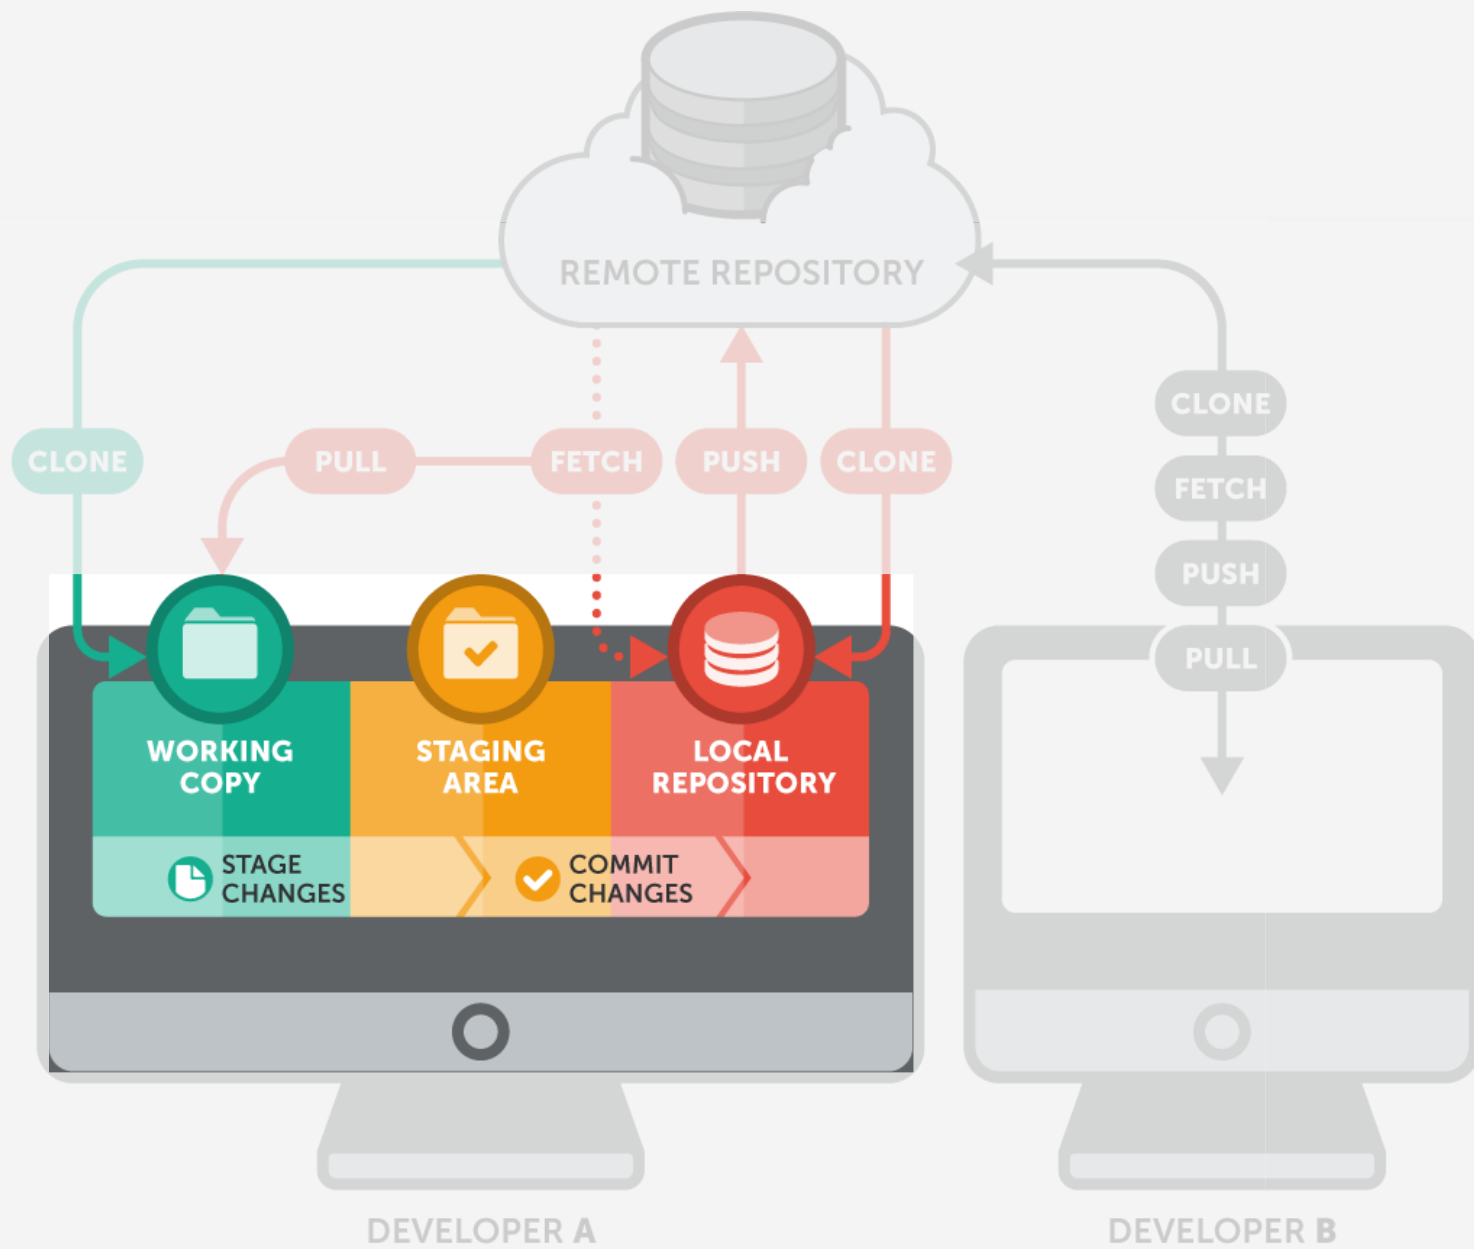 REMOTE REPOSITORY
CLONE
PULL
FETCH
PUSH
CLONE
CLONE
FETCH
PUSH
PULL
WORKING
COPY
STAGING
AREA
LOCAL
REPOSITORY
STAGE
CHANGES
COMMIT
CHANGES
DEVELOPER A
DEVELOPER B